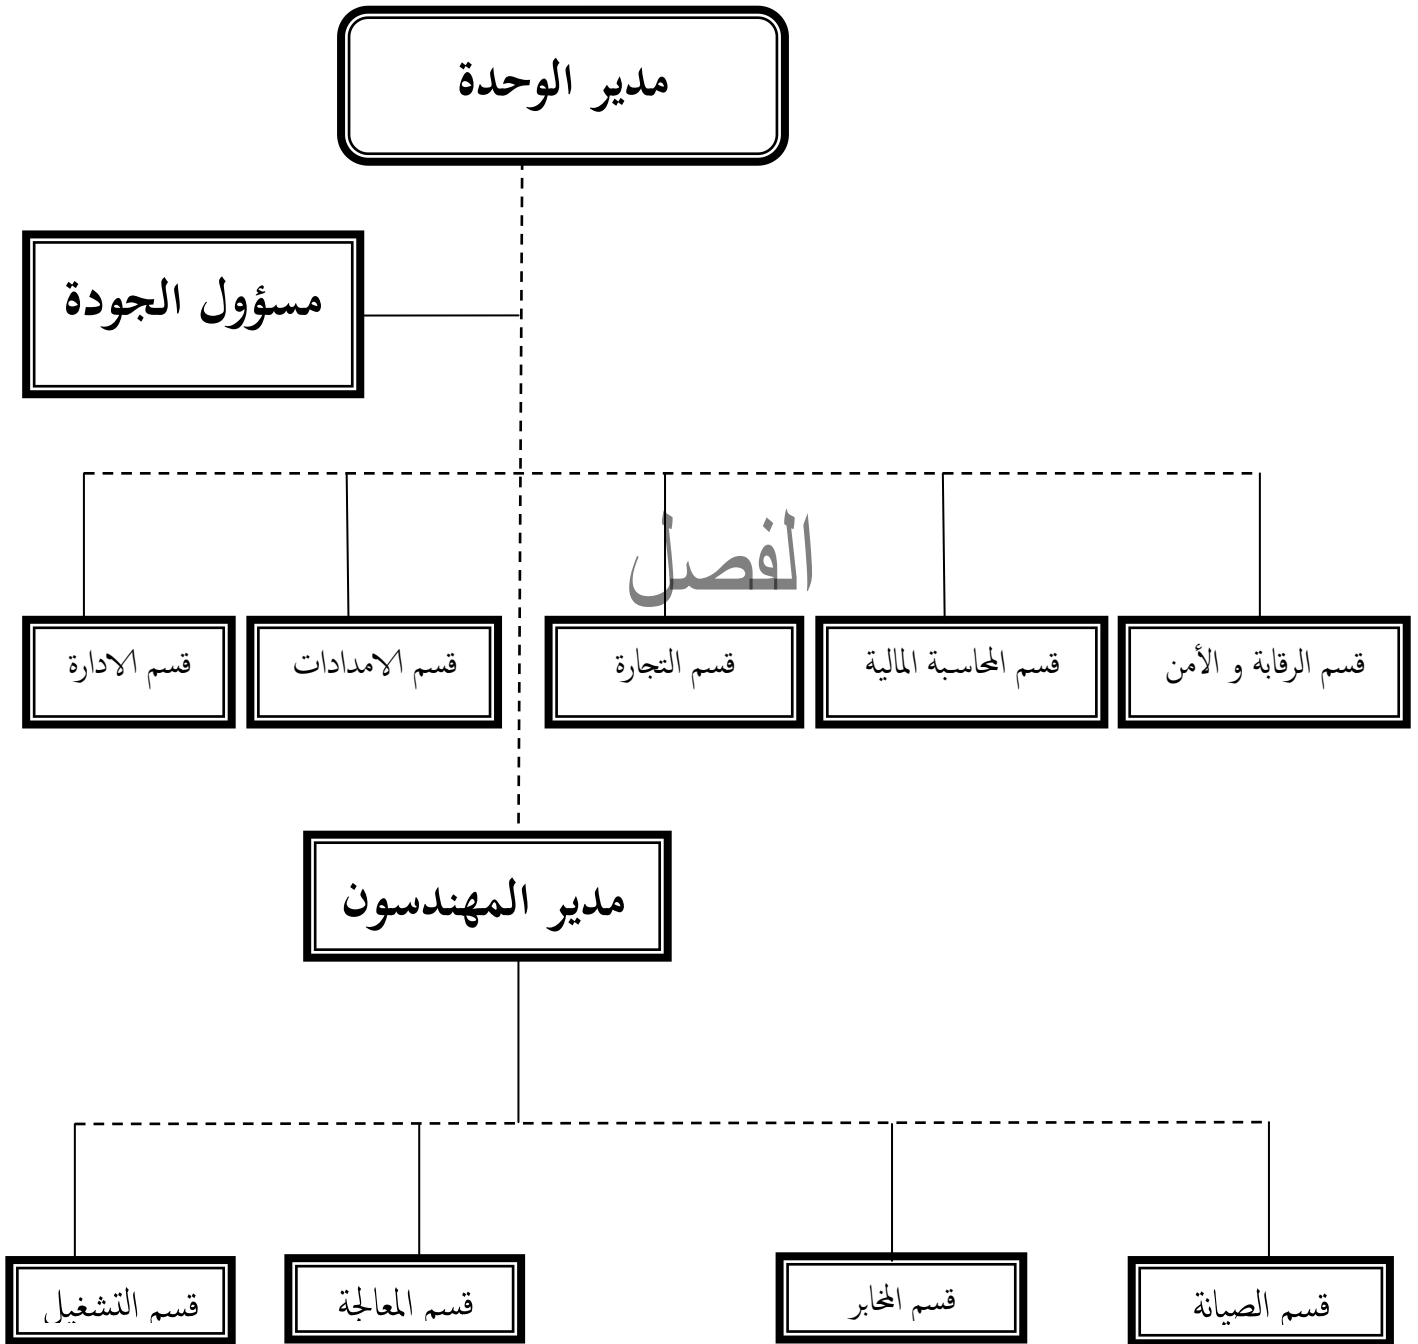 مدير الوحدة
مسؤول الجودة
الفصل
قسم الرقابة و الأمن
قسم المحاسبة المالية
قسم التجارة
قسم الامدادات
قسم الادارة
مدير المهندسون
قسم الصيانة
قسم المخابر
قسم المعالجة
قسم التشغيل